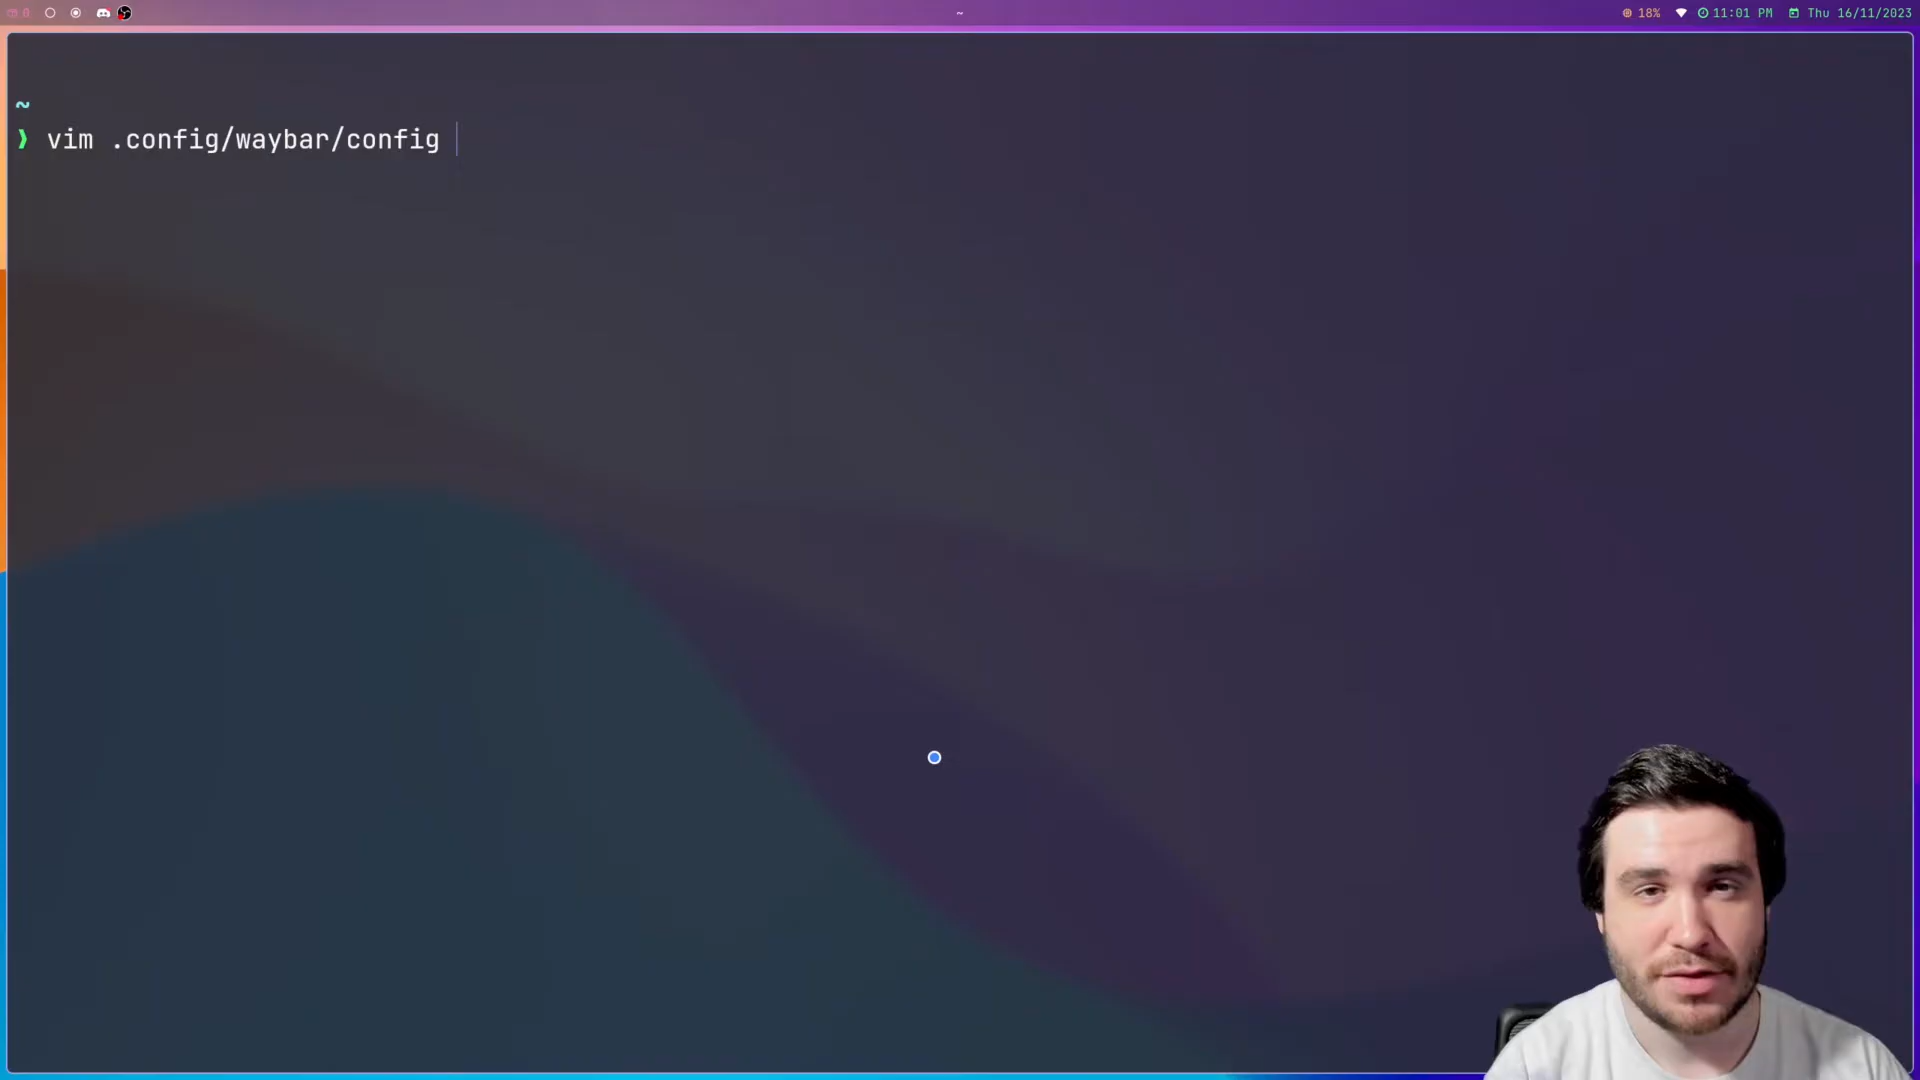 ~
18% 11:01 PM Thu 16/11/2023
~
❯ vim .config/waybar/config